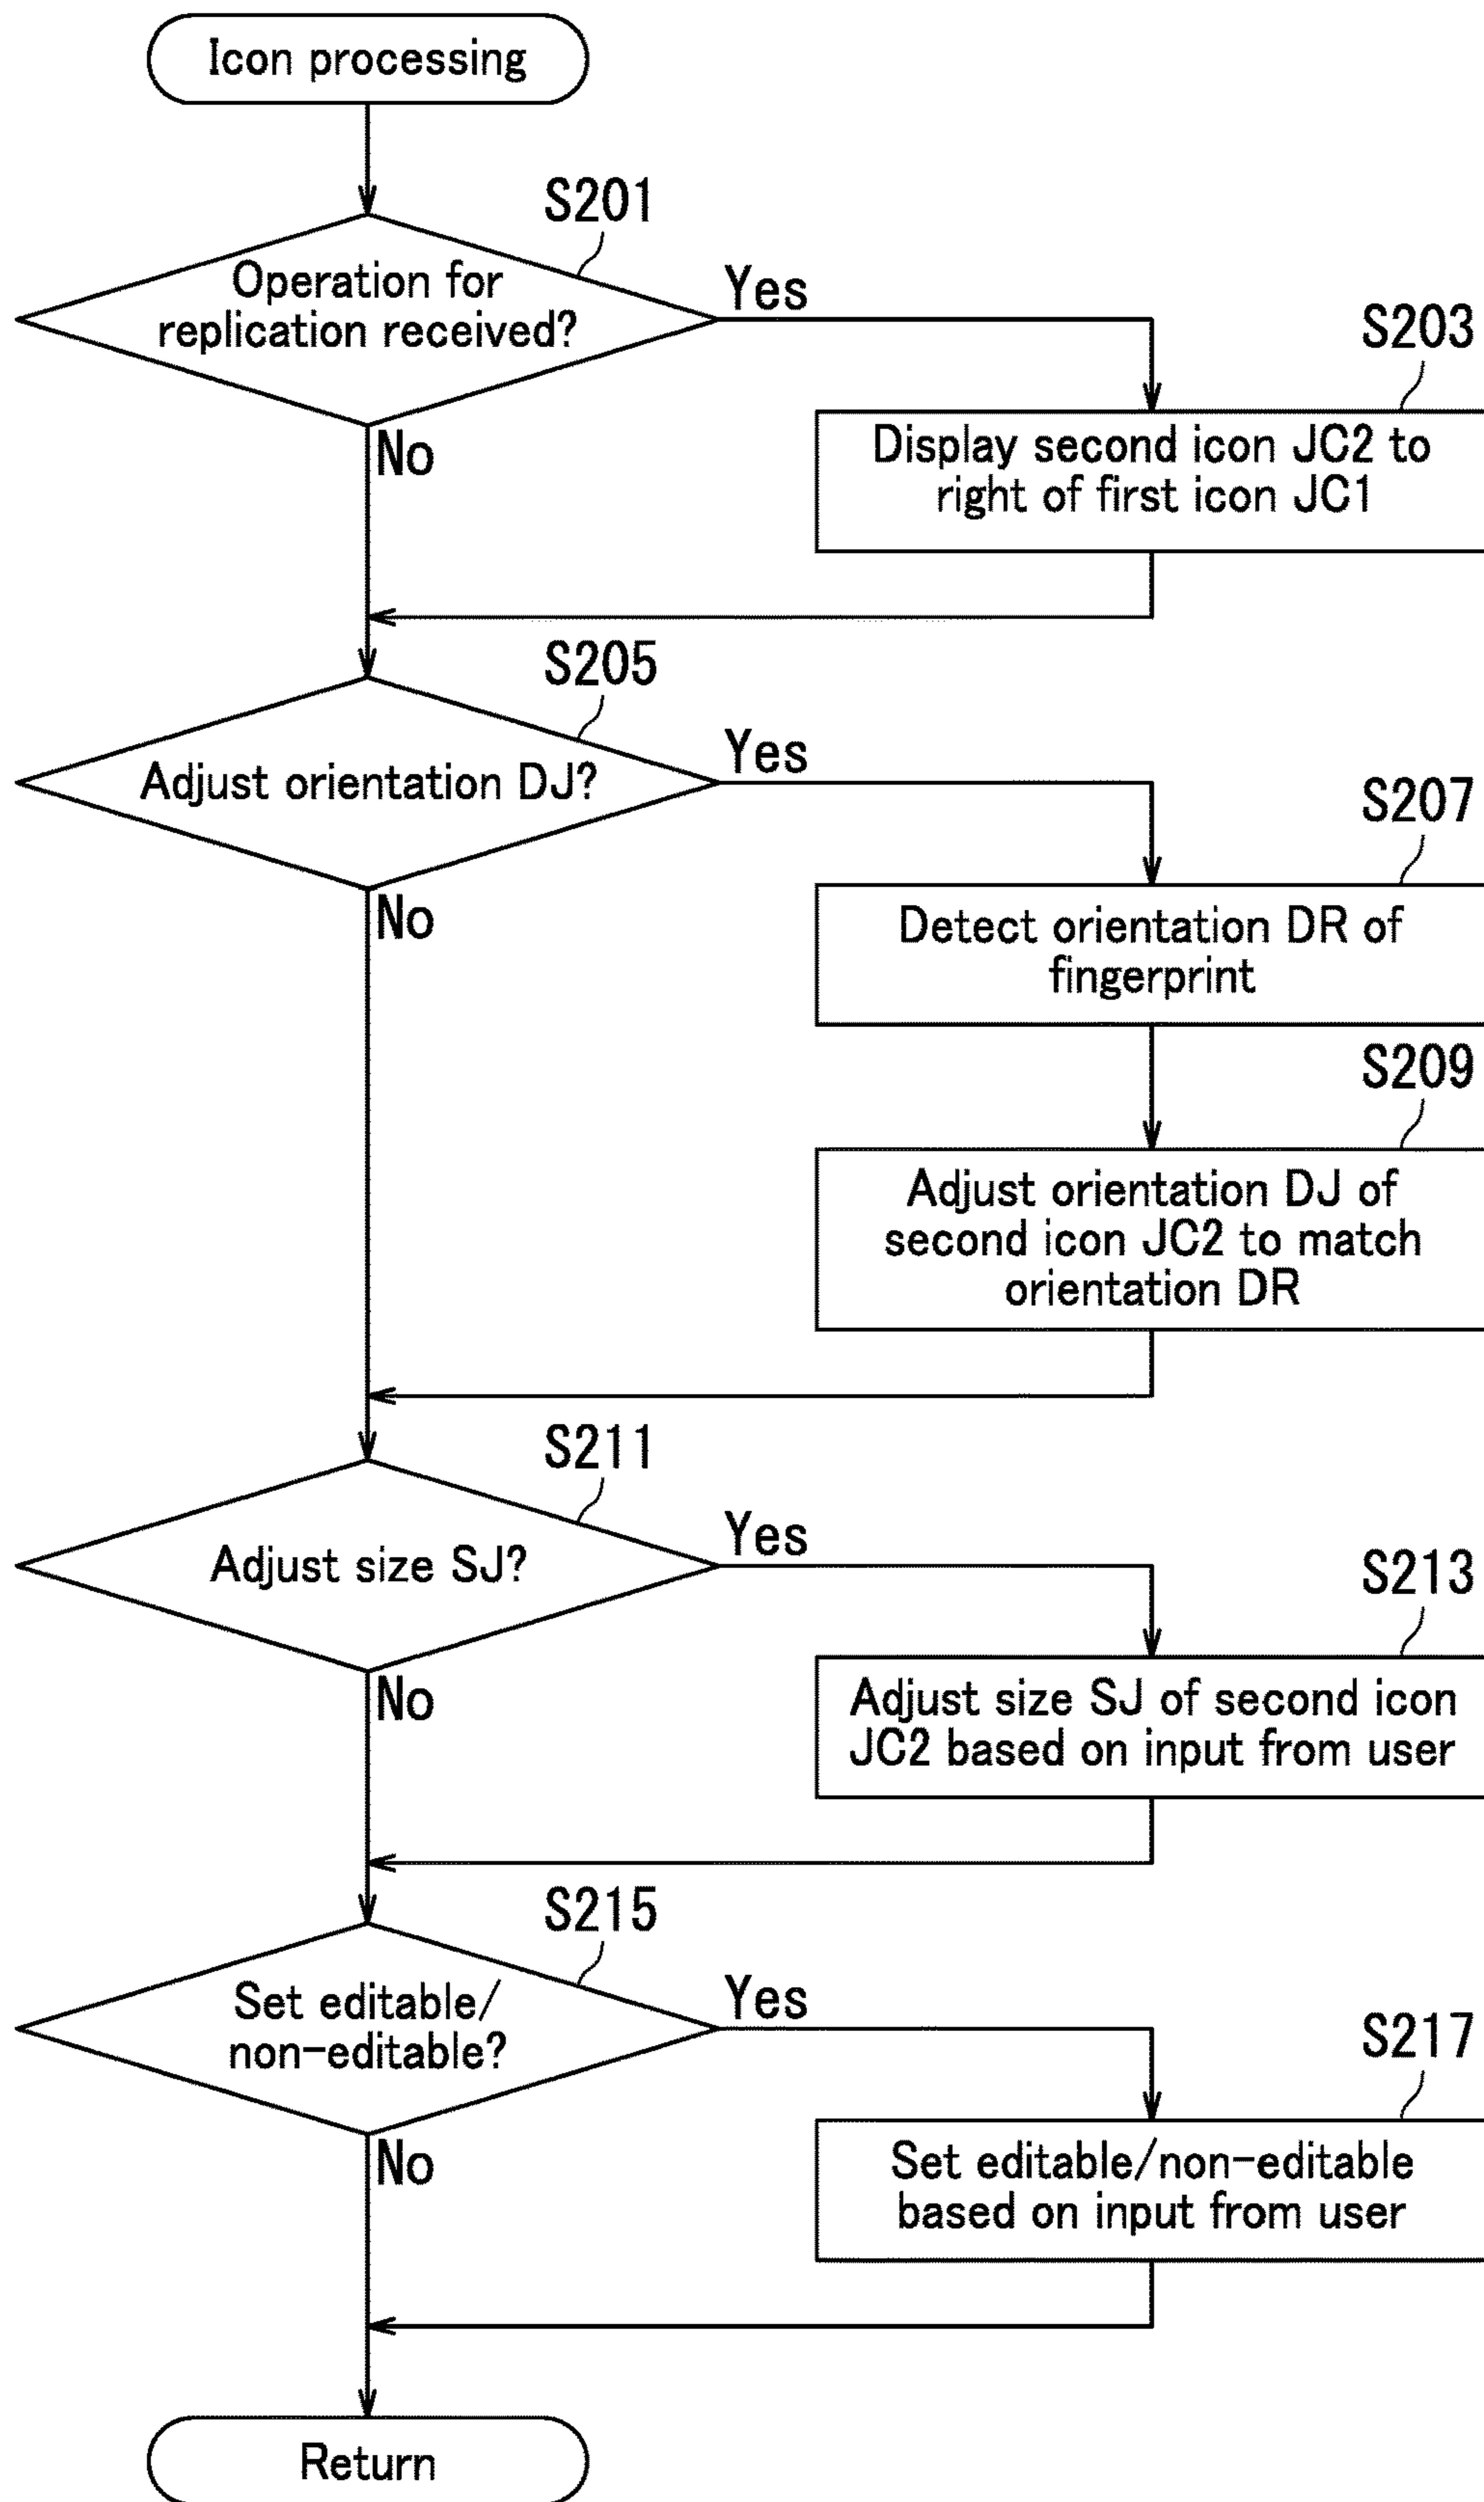 Icon processing
S201
Operation for
replication received?
Yes
No
S203
Display second icon JC2 to
right of first icon JC1
S205
Adjust orientation DJ?
Yes
No
S207
Detect orientation DR of
fingerprint
S209
Adjust orientation DJ of
second icon JC2 to match
orientation DR
S211
Adjust size SJ?
Yes
No
S213
Adjust size SJ of second icon
JC2 based on input from user
S215
Set editable/
non-editable?
Yes
No
S217
Set editable/non-editable
based on input from user
Return